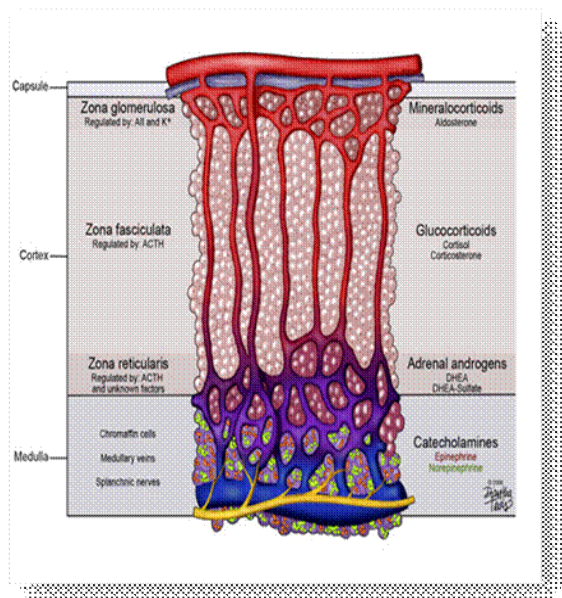 Capsule
Zona glomerulosa
Regulated by: AII and K+
Mineralocorticoids
Aldosterone
Cortex
Zona fasciculata
Regulated by: ACTH
Glucocorticoids
Cortisol
Corticosterone
Zona reticularis
Regulated by: ACTH
and unknown factors
Adrenal androgens
DHEA
DHEA-Sulfate
Medulla
Chromaffin cells
Medullary veins
Splanchnic nerves
Catecholamines
Epinephrine
Norepinephrine